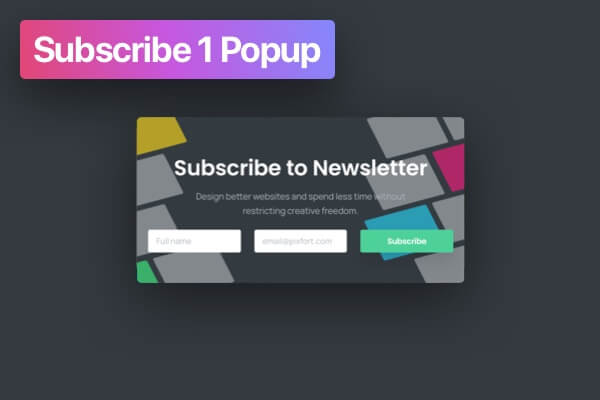 Subscribe 1 Popup
Subscribe to Newsletter
Design better websites and spend less time without
restricting creative freedom.
Full name
email@pixfort.com
Subscribe